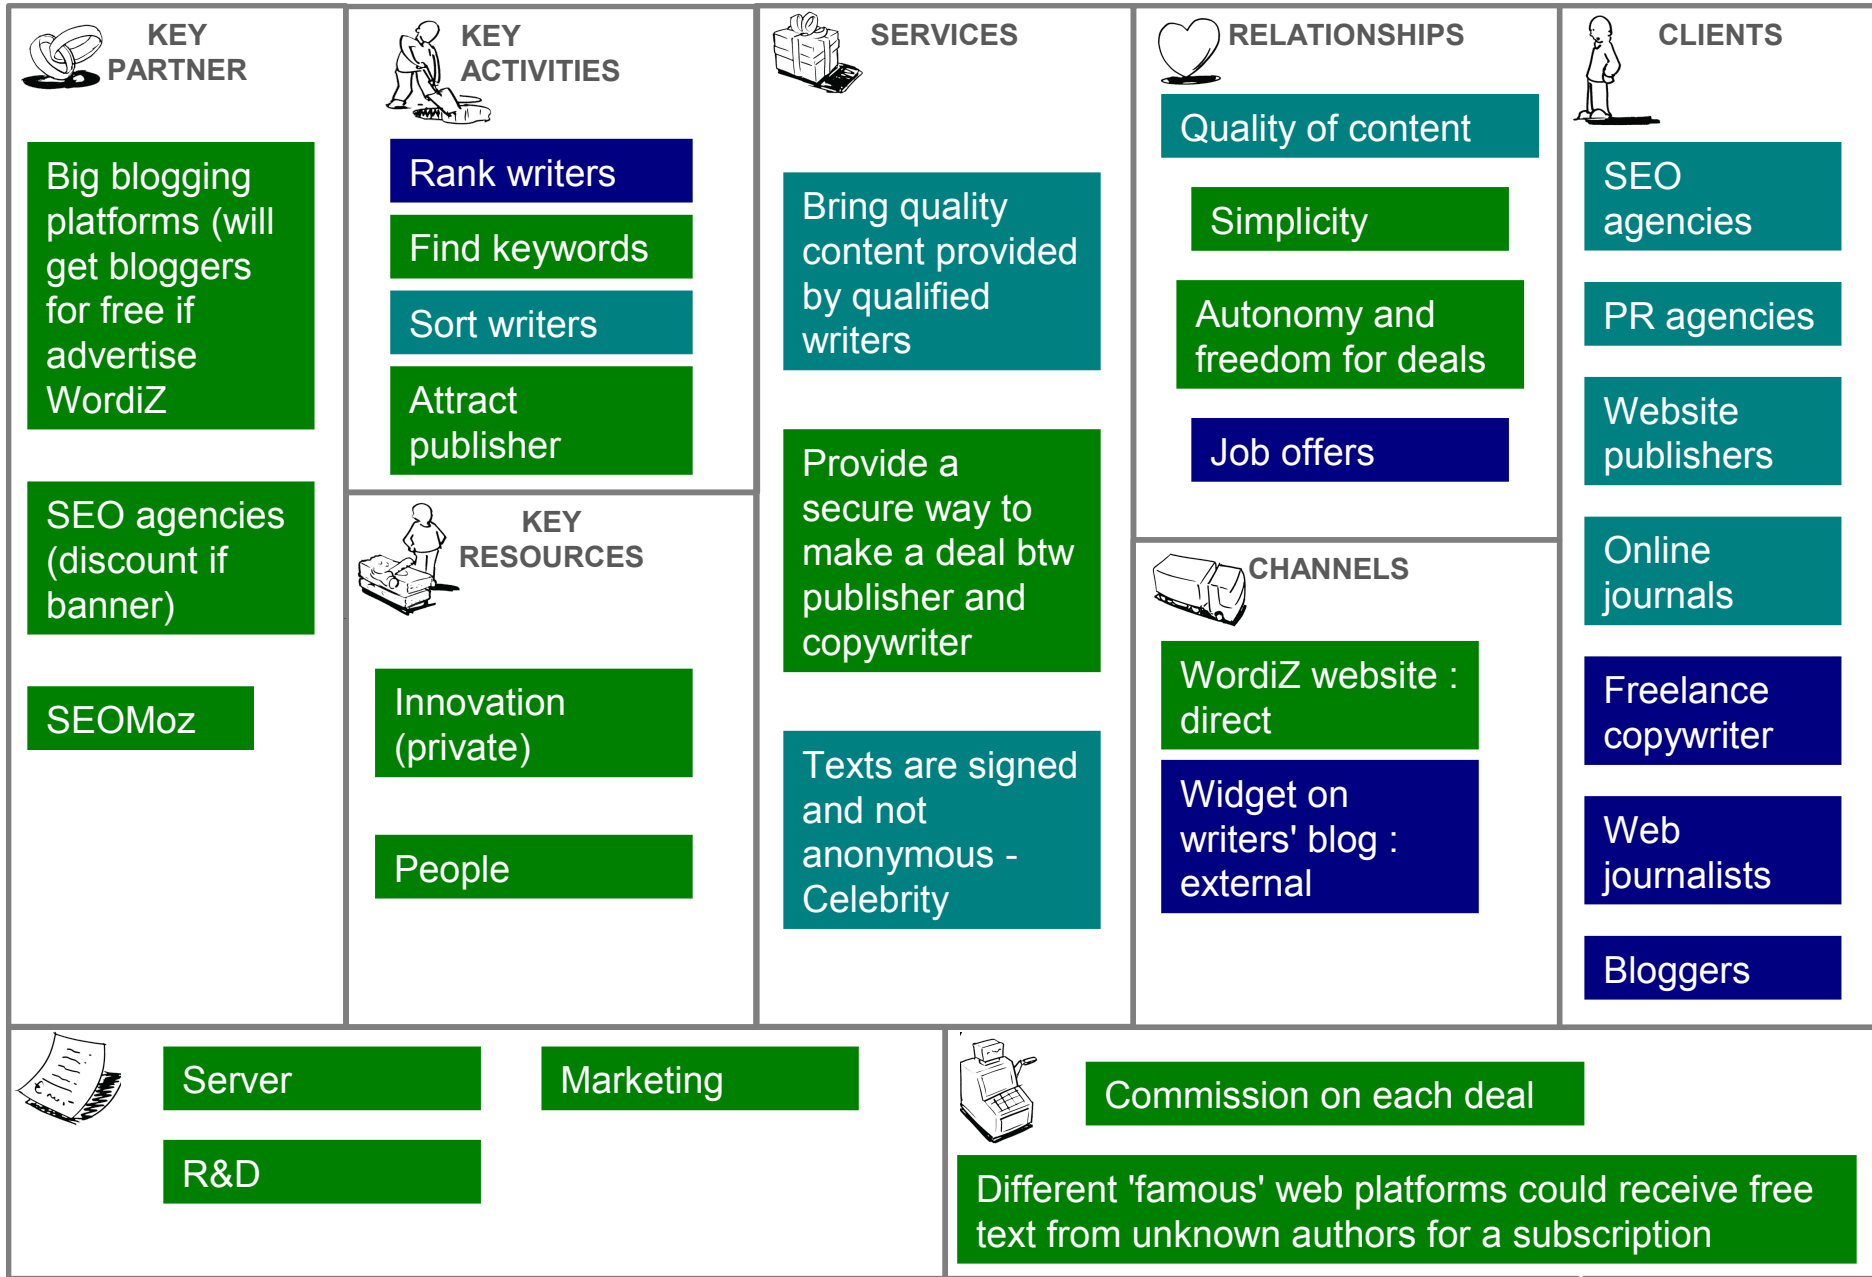 KEY
PARTNER
Big blogging
platforms (will
get bloggers
for free if
advertise
WordiZ
SEO agencies
(discount if
banner)
SEOMoz
KEY
ACTIVITIES
Rank writers
Find keywords
Sort writers
Attract
publisher
KEY
RESOURCES
Innovation
(private)
People
SERVICES
Bring quality
content provided
by qualified
writers
Provide a
secure way to
make a deal btw
publisher and
copywriter
Texts are signed
and not
anonymous -
Celebrity
RELATIONSHIPS
Quality of content
Simplicity
Autonomy and
freedom for deals
Job offers
CHANNELS
WordiZ website :
direct
Widget on
writers' blog :
external
CLIENTS
SEO
agencies
PR agencies
Website
publishers
Online
journals
Freelance
copywriter
Web
journalists
Bloggers
Server
Marketing
R&D
Commission on each deal
Different 'famous' web platforms could receive free
text from unknown authors for a subscription